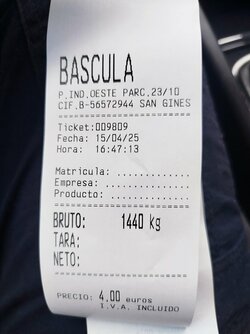 BASCULA
P.IND.OESTE PARC.23/10
CIF.B-56572944 SAN GINES
Ticket:009809
Fecha: 15/04/25
Hora: 16:47:13
Matricula:..............
Empresa :..............
Producto :..............
BRUTO: 1440 kg
TARA:
NETO:
PRECIO: 4,00 euros
I.V.A. INCLUIDO